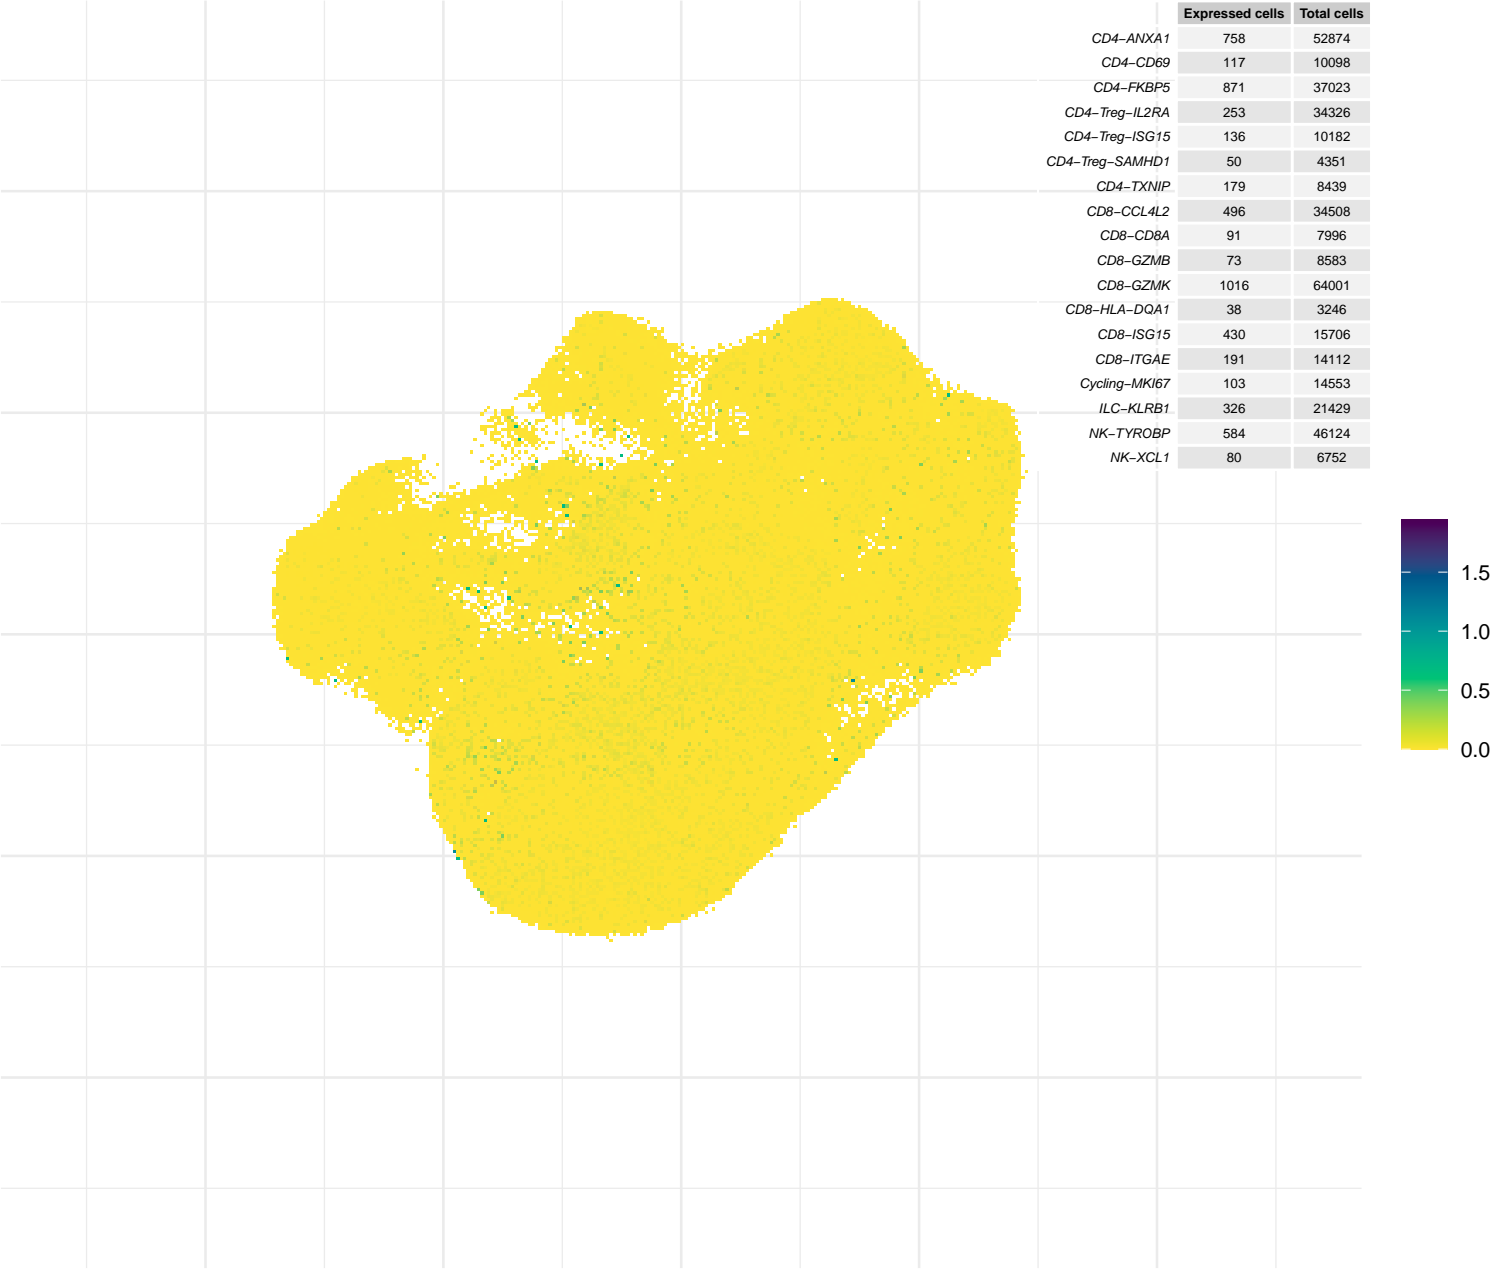 Expressed cells Total cells
CD4−ANXA1 758 52874
CD4−CD69 117 10098
CD4−FKBP5 871 37023
CD4−Treg−IL2RA 253 34326
CD4−Treg−ISG15 136 10182
CD4−Treg−SAMHD1 50 4351
CD4−TXNIP 179 8439
CD8−CCL4L2 496 34508
CD8−CD8A 91 7996
CD8−GZMB 73 8583
CD8−GZMK 1016 64001
CD8−HLA−DQA1 38 3246
CD8−ISG15 430 15706
CD8−ITGAE 191 14112
Cycling−MKI67 103 14553
ILC−KLRB1 326 21429
NK−TYROBP 584 46124
NK−XCL1 80 6752
1.5
1.0
0.5
0.0